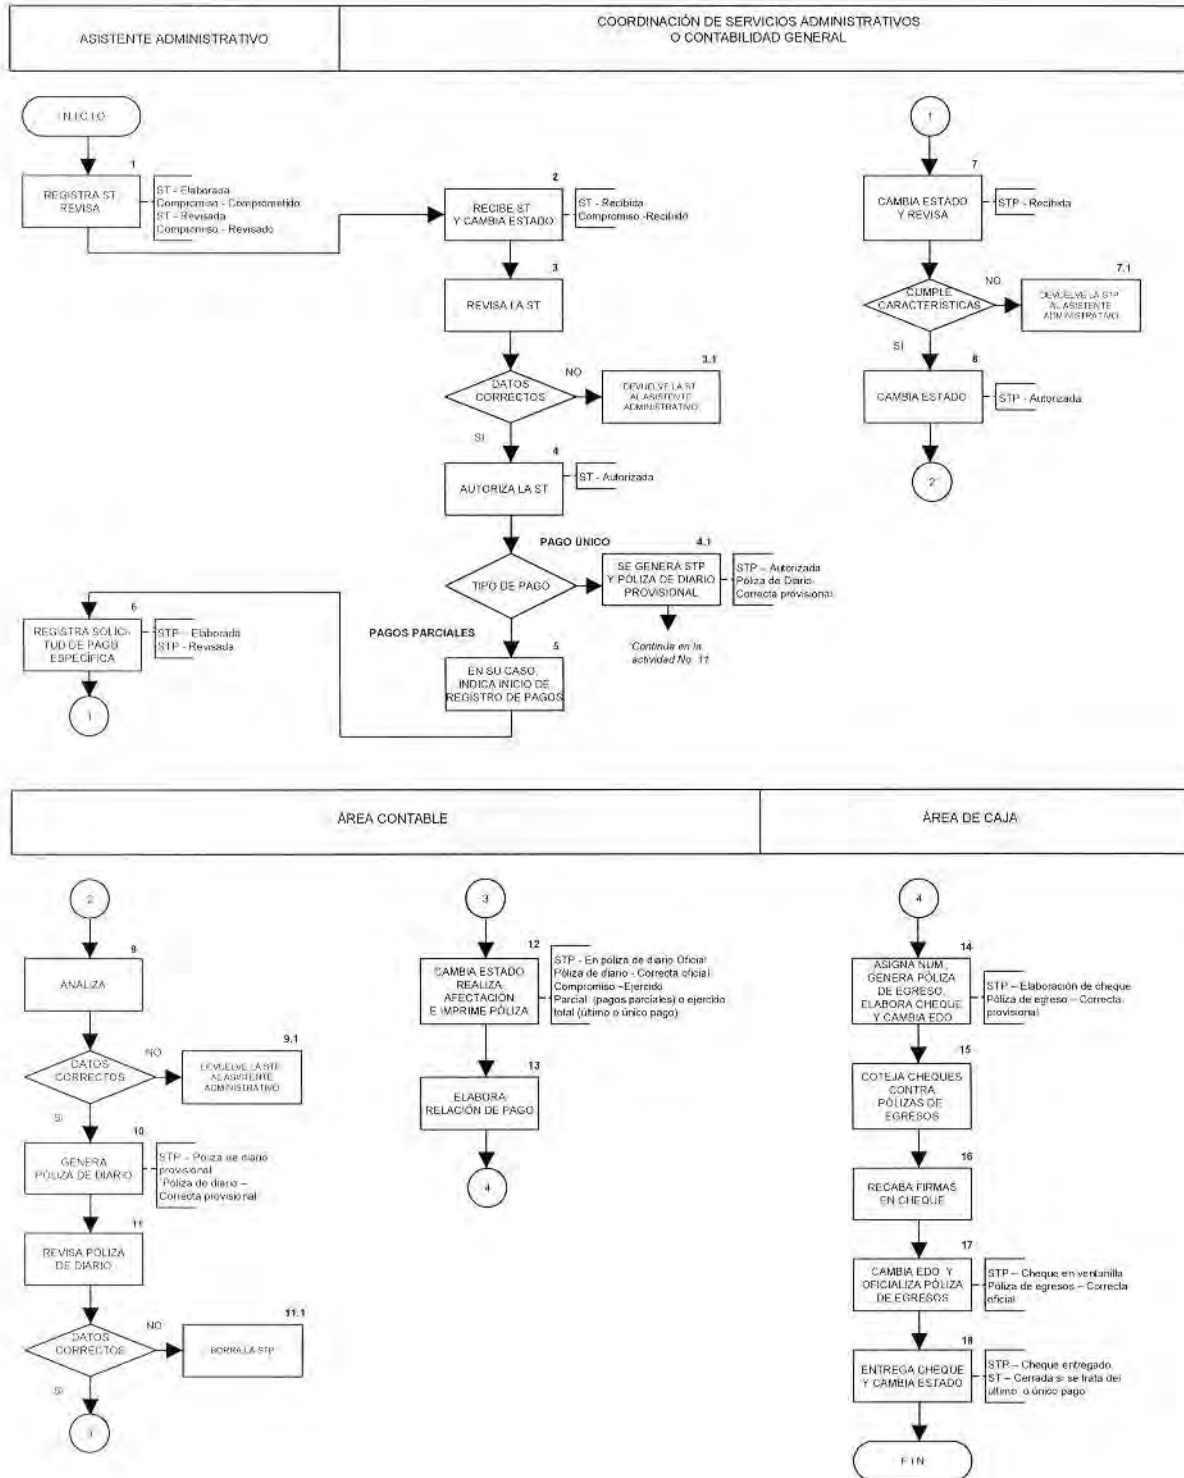 ASISTENTE ADMINISTRATIVO
COORDINACIÓN DE SERVICIOS ADMINISTRATIVOS
O CONTABILIDAD GENERAL
INICIO
1
REGISTRA ST
REVISA
ST - Elaborada
Compromiso - Comprometido
ST - Revisada
Compromiso - Revisado
2
RECIBE ST
Y CAMBIA ESTADO
ST - Recibida
Compromiso -Recibido
3
REVISA LA ST
DATOS
CORRECTOS
NO
3.1
DEVUELVE LA ST
AL ASISTENTE
ADMINISTRATIVO
SI
4
AUTORIZA LA ST
ST - Autorizada
TIPO DE PAGO
PAGO ÚNICO
4.1
SE GENERA STP
Y PÓLIZA DE DIARIO
PROVISIONAL
STP – Autorizada
Póliza de Diario-
Correcta provisional
Continúa en la
actividad No. 11
PAGOS PARCIALES
5
EN SU CASO,
INDICA INICIO DE
REGISTRO DE PAGOS
6
REGISTRA SOLICI-
TUD DE PAGO
ESPECÍFICA
STP – Elaborada
STP - Revisada
1
1
7
CAMBIA ESTADO
Y REVISA
STP - Recibida
CUMPLE
CARACTERÍSTICAS
NO
7.1
DEVUELVE LA STP
AL ASISTENTE
ADMINISTRATIVO
SI
8
CAMBIA ESTADO
STP - Autorizada
2
ÁREA CONTABLE
ÁREA DE CAJA
2
9
ANALIZA
DATOS
CORRECTOS
NO
9.1
DEVUELVE LA STP
AL ASISTENTE
ADMINISTRATIVO
SI
10
GENERA
PÓLIZA DE DIARIO
STP – Póliza de diario
provisional
Póliza de diario –
Correcta provisional
11
REVISA PÓLIZA
DE DIARIO
DATOS
CORRECTOS
NO
11.1
BORRA LA STP
SI
3
3
12
CAMBIA ESTADO
REALIZA
AFECTACIÓN
E IMPRIME PÓLIZA
STP - En póliza de diario Oficial
Póliza de diario - Correcta oficial
Compromiso –Ejercido
Parcial (pagos parciales) o ejercido
total (último o único pago)
13
ELABORA
RELACIÓN DE PAGO
4
4
14
ASIGNA NUM.,
GENERA PÓLIZA
DE EGRESO,
ELABORA CHEQUE
Y CAMBIA EDO
STP – Elaboración de cheque
Póliza de egreso – Correcta
provisional
15
COTEJA CHEQUES
CONTRA
PÓLIZAS DE
EGRESOS
16
RECABA FIRMAS
EN CHEQUE
17
CAMBIA EDO Y
OFICIALIZA PÓLIZA
DE EGRESOS
STP – Cheque en ventanilla
Póliza de egresos – Correcta
oficial
18
ENTREGA CHEQUE
Y CAMBIA ESTADO
STP – Cheque entregado
ST – Cerrada si se trata del
último o único pago
FIN